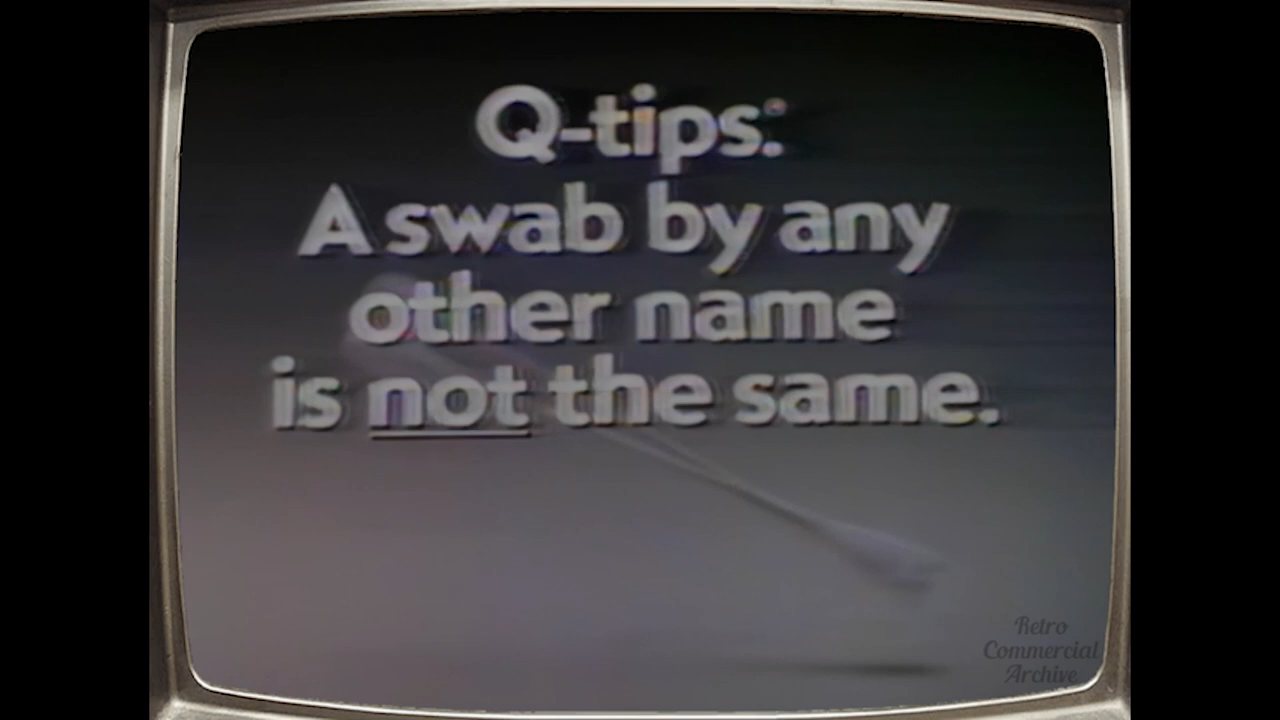 Q-tips:
A swab by any
other name
is not the same.
Retro
Commercial
Archive